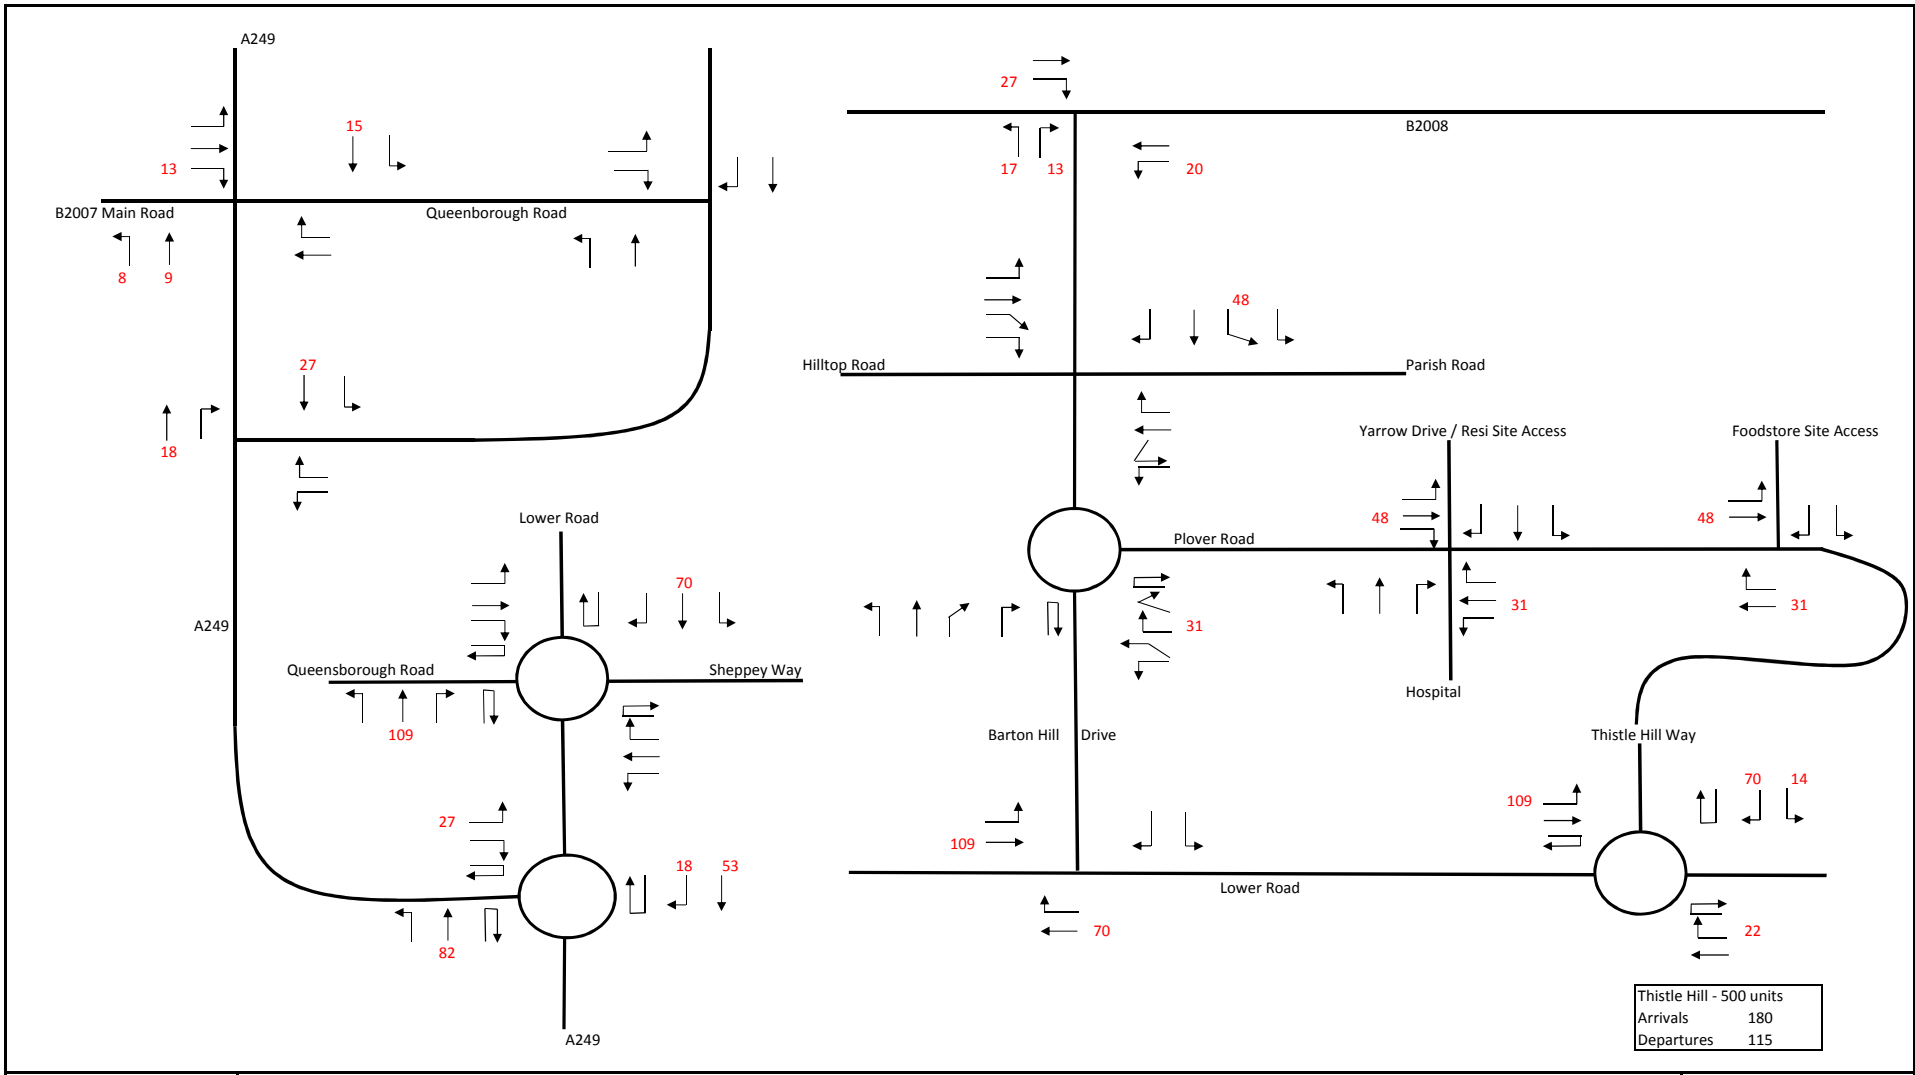 A249
27
15
B2008
13
17 13
20
B2007 Main Road
Queenborough Road
8 9
48
27
Hilltop Road
Parish Road
18
Yarrow Drive / Resi Site Access
Foodstore Site Access
Lower Road
48
48
Plover Road
70
31
31
31
A249
Queensborough Road
Sheppey Way
Hospital
109
Barton Hill Drive
Thistle Hill Way
70 14
109
27
109
18 53
Lower Road
70
22
82
Thistle Hill - 500 units
Arrivals 180
Departures 115
A249